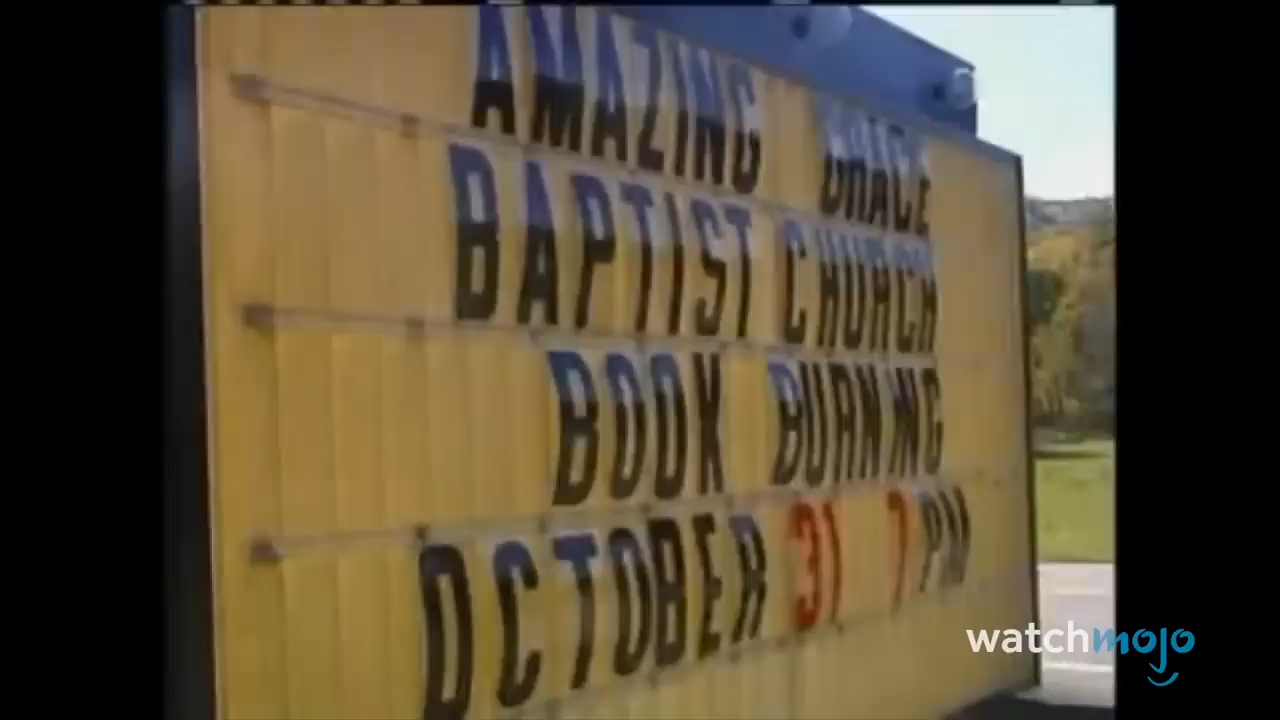 AMAZING GRACE
BAPTIST CHURCH
BOOK BURNING
OCTOBER 31 7 PM
watchmojo